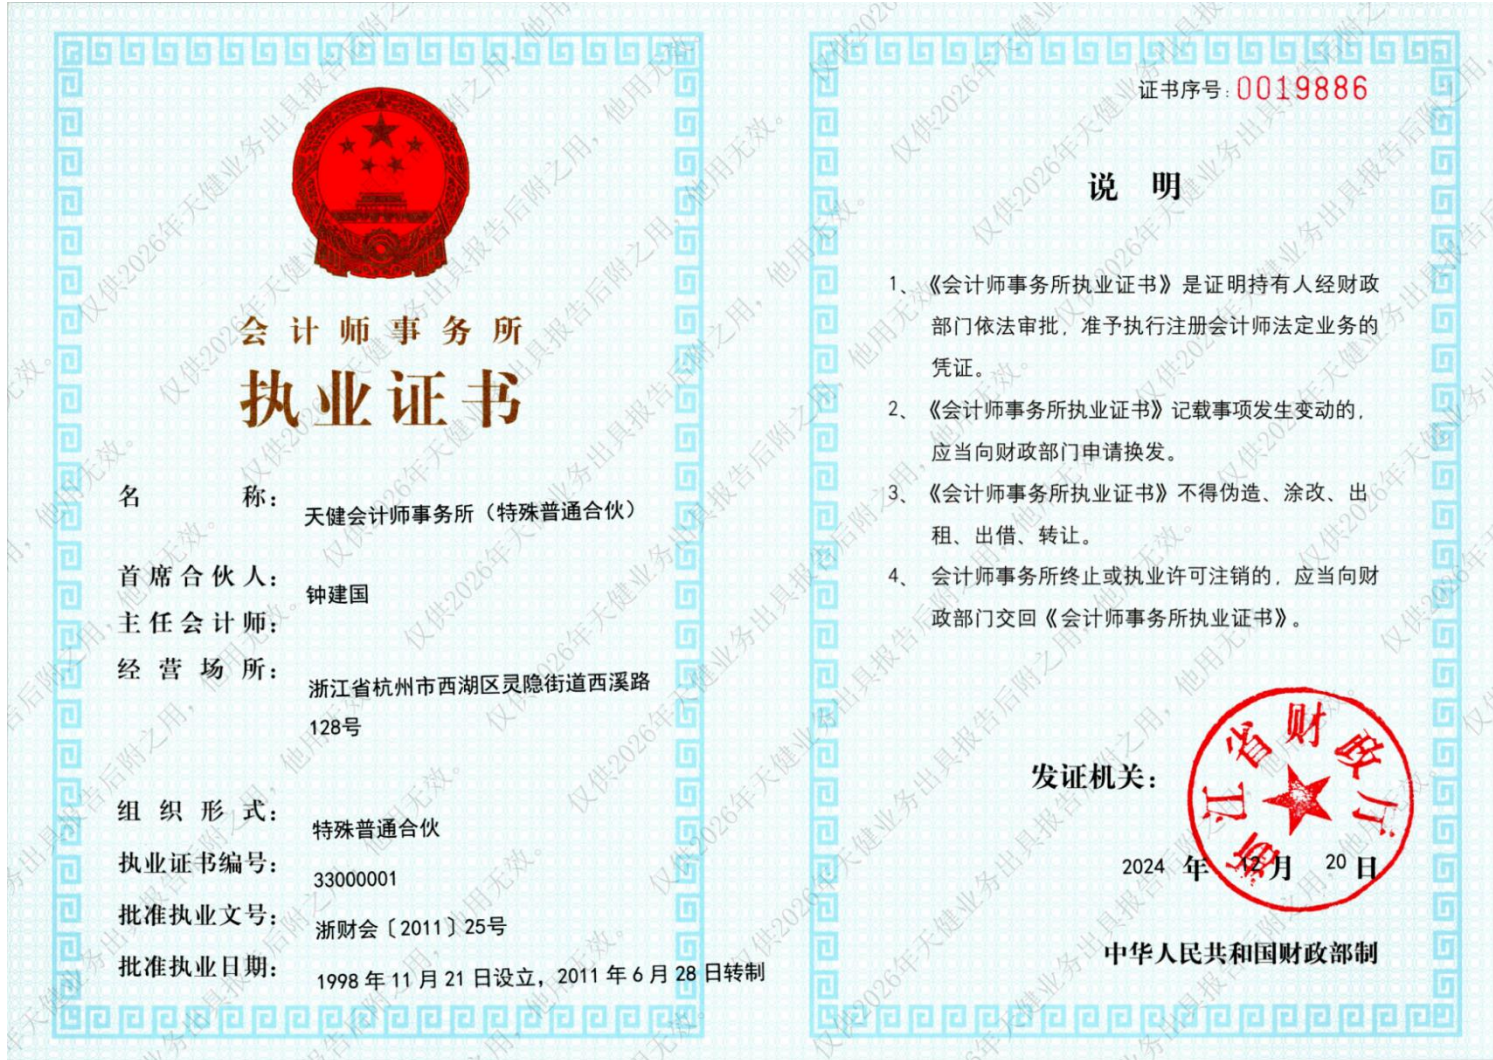 会计师事务所
执业证书
名 称：
天健会计师事务所（特殊普通合伙）
首席合伙人：
钟建国
主任会计师：
经营场所：
浙江省杭州市西湖区灵隐街道西溪路
128号
组织形式：
特殊普通合伙
执业证书编号：
33000001
批准执业文号：
浙财会〔2011〕25号
批准执业日期：
1998年11月21日设立，2011年6月28日转制
证书序号：0019886
说 明
1、《会计师事务所执业证书》是证明持有人经财政
部门依法审批，准予执行注册会计师法定业务的
凭证。
2、《会计师事务所执业证书》记载事项发生变动的，
应当向财政部门申请换发。
3、《会计师事务所执业证书》不得伪造、涂改、出
租、出借、转让。
4、会计师事务所终止或执业许可注销的，应当向财
政部门交回《会计师事务所执业证书》。
发证机关：
浙江省财政厅
2024年12月20日
中华人民共和国财政部制
仅供2026年天健业务出具报告后附之用，他用无效。